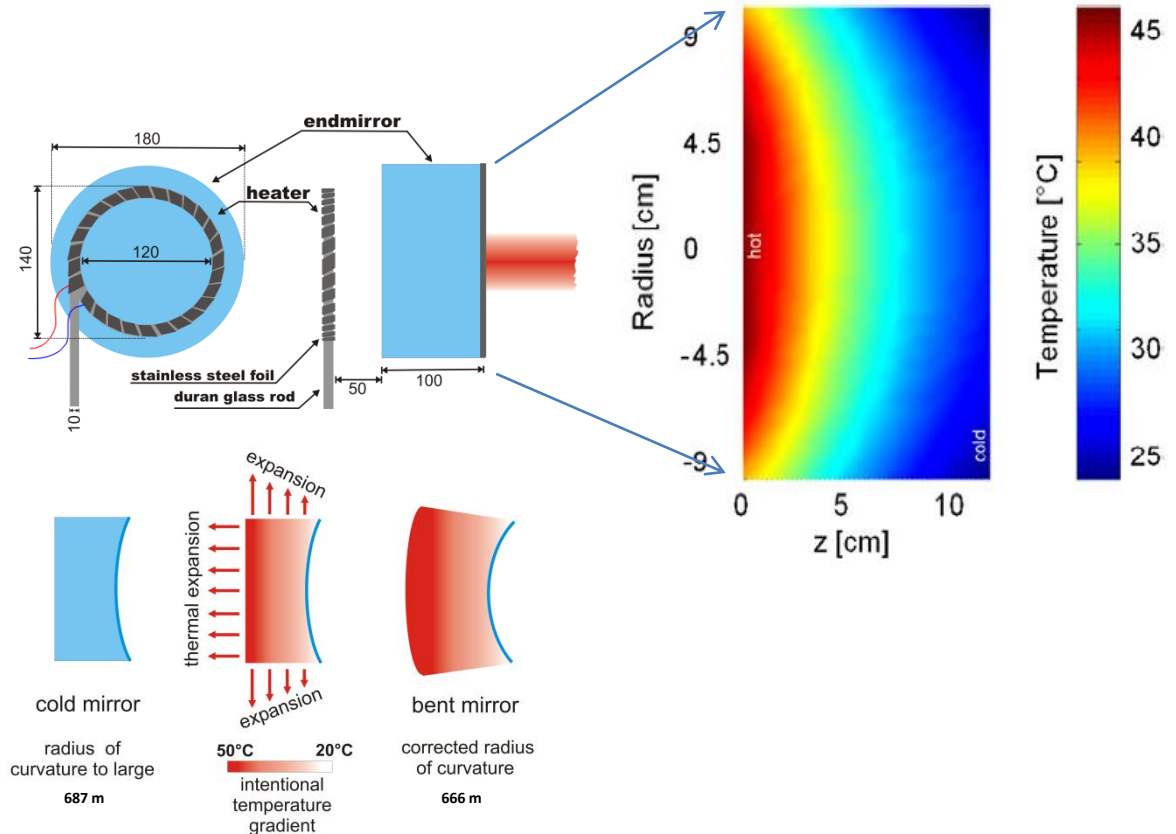 endmirror
180
heater
140
120
stainless steel foil
duran glass rod
50
100
10
9
4.5
0
-4.5
-9
Radius [cm]
hot
cold
0
5
10
z [cm]
45
40
35
30
25
Temperature [°C]
expansion
thermal expansion
expansion
cold mirror
radius of
curvature to large
687 m
50°C
20°C
intentional
temperature
gradient
bent mirror
corrected radius
of curvature
666 m